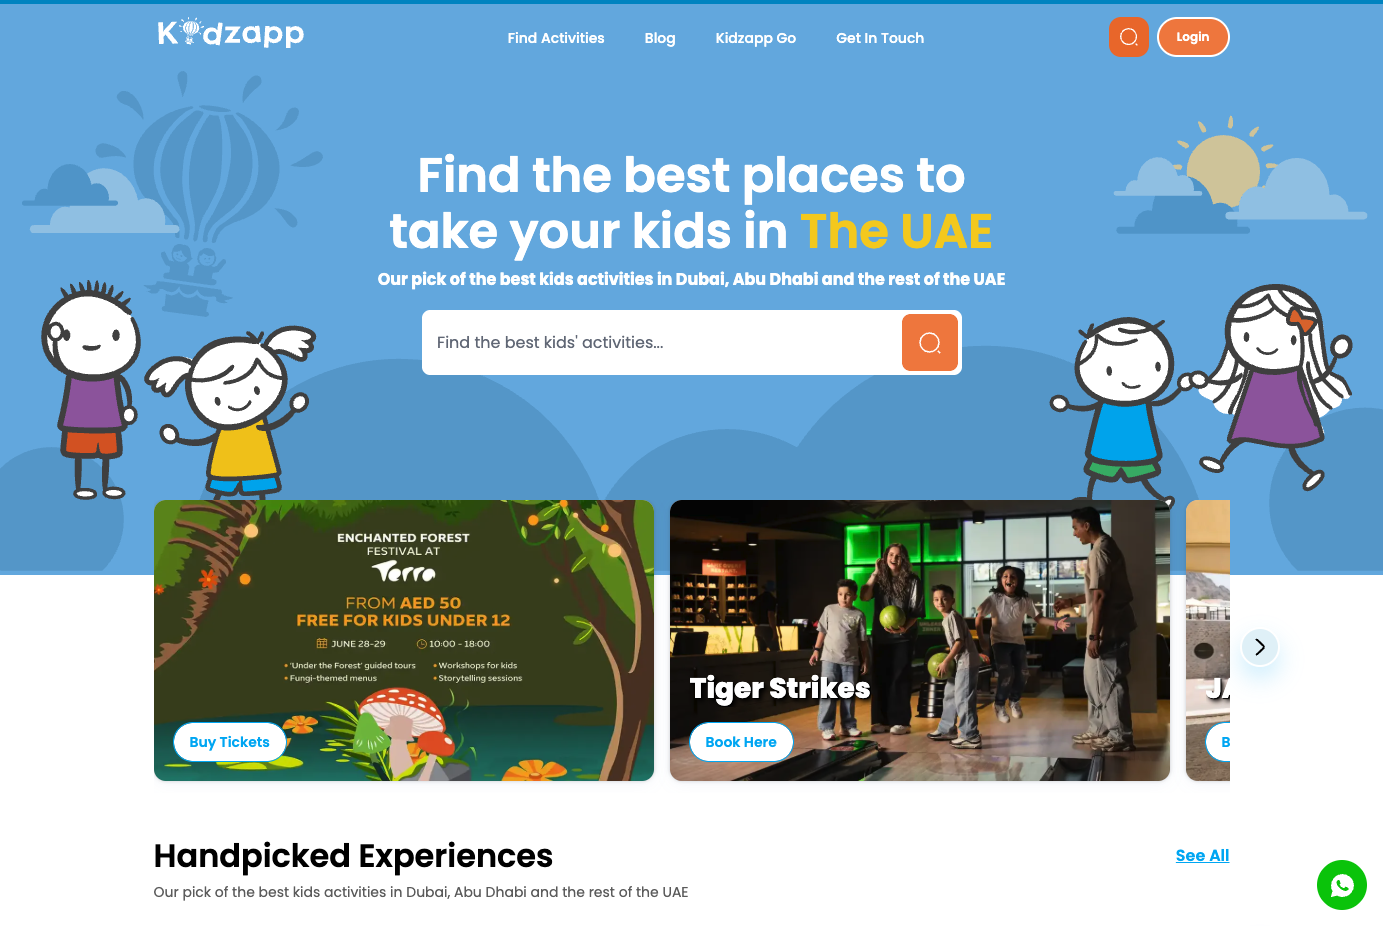 Kidzapp
Find Activities
Blog
Kidzapp Go
Get In Touch
Login
Find the best places to
take your kids in The UAE
Our pick of the best kids activities in Dubai, Abu Dhabi and the rest of the UAE
Find the best kids' activities...
ENCHANTED FOREST
FESTIVAL AT
Terra
FROM AED 50
FREE FOR KIDS UNDER 12
JUNE 28-29
10:00 - 18:00
• 'Under the Forest' guided tours
• Workshops for kids
• Fungi-themed menus
• Storytelling sessions
Buy Tickets
Tiger Strikes
Book Here
JA
B
Handpicked Experiences
See All
Our pick of the best kids activities in Dubai, Abu Dhabi and the rest of the UAE